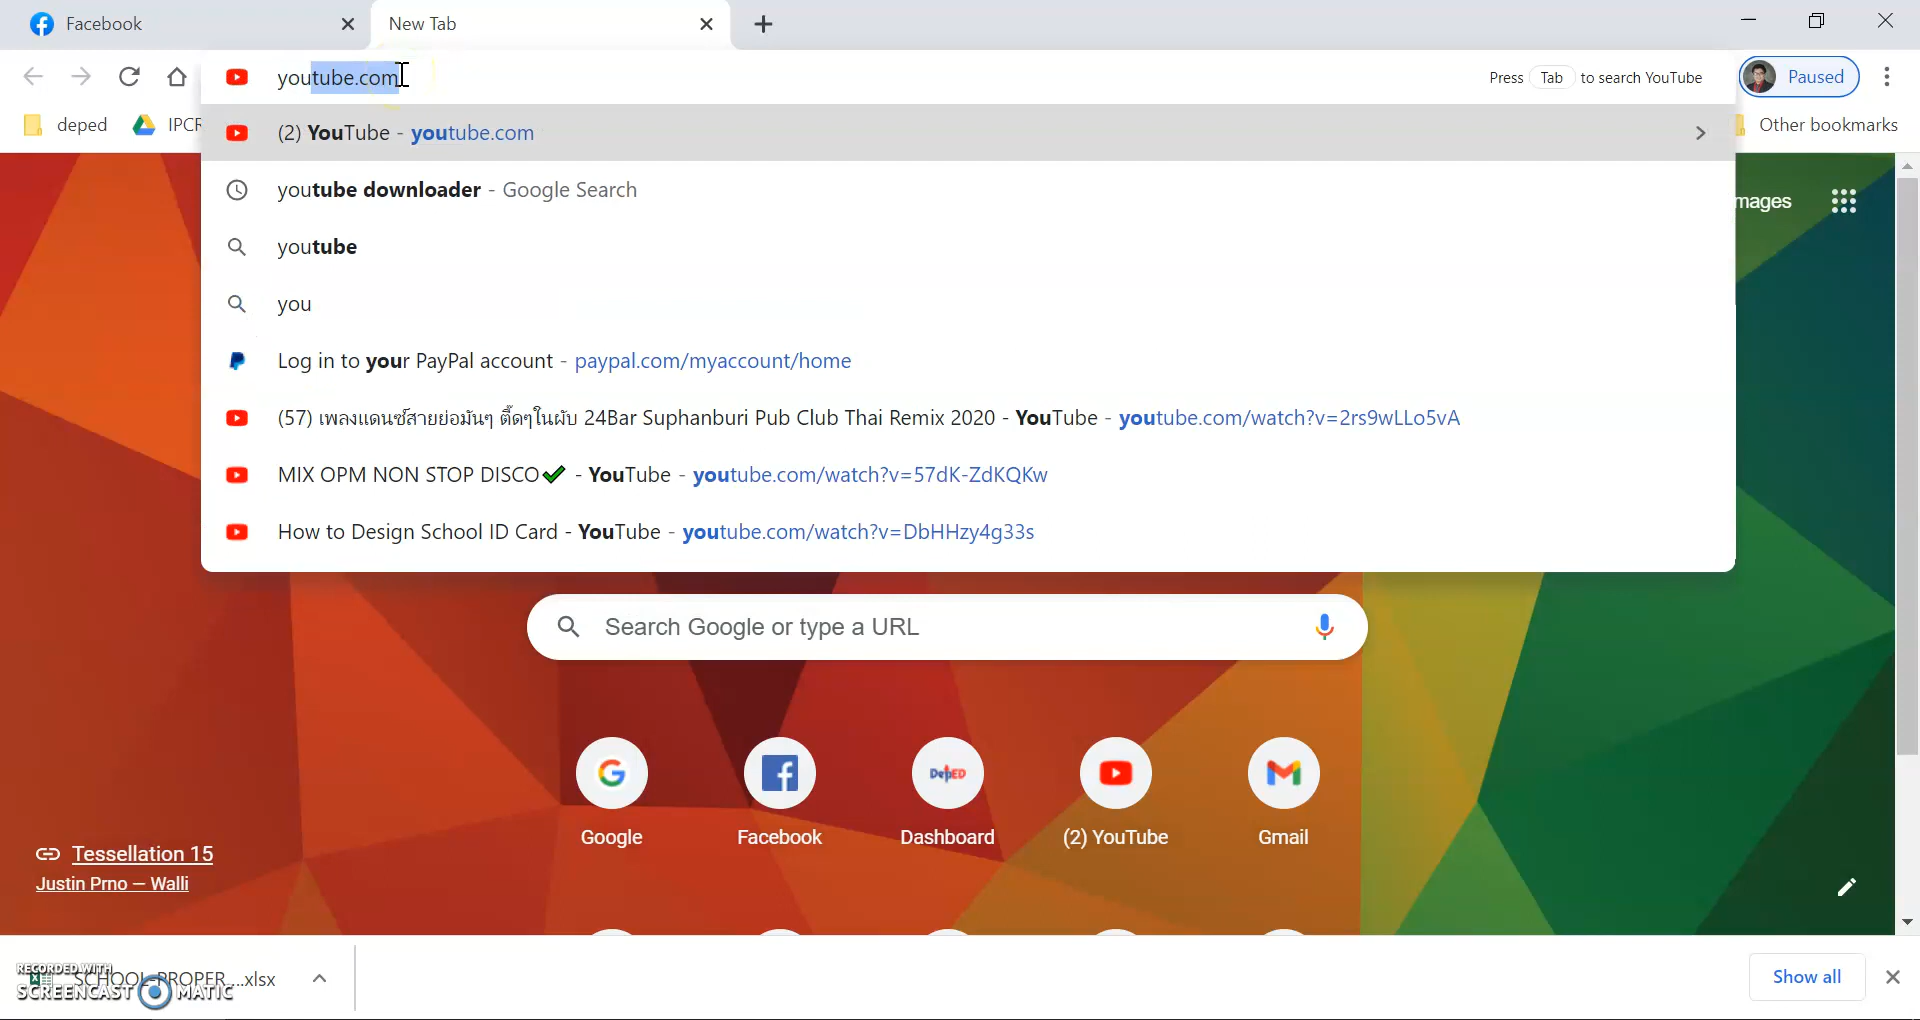 Facebook
New Tab
youtube.com
Press Tab to search YouTube
Paused
deped
IPCR
Other bookmarks
(2) YouTube - youtube.com
youtube downloader - Google Search
youtube
you
Log in to your PayPal account - paypal.com/myaccount/home
(57) เพลงแดนซ์สายย่อมันๆ ตื๊ดๆในผับ 24Bar Suphanburi Pub Club Thai Remix 2020 - YouTube - youtube.com/watch?v=2rs9wLLo5vA
MIX OPM NON STOP DISCO✔ - YouTube - youtube.com/watch?v=57dK-ZdKQKw
How to Design School ID Card - YouTube - youtube.com/watch?v=DbHHzy4g33s
mages
Search Google or type a URL
DepED
Google
Facebook
Dashboard
(2) YouTube
Gmail
Tessellation 15
Justin Prno — Walli
SCHOOL-PROPER...xlsx
RECORDED WITH
SCREENCAST MATIC
Show all